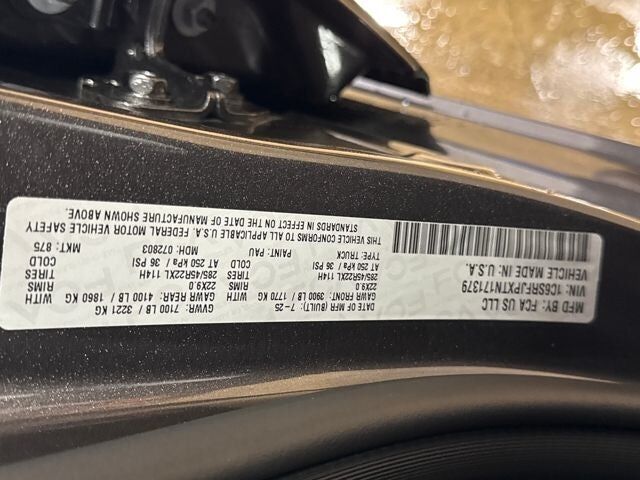 MFD BY: FCA US LLC DATE OF MFR (BUILT): 7-25 GVWR: 7100 LB / 3221 KG
GAWR FRONT: 3900 LB 1770 KG WITH GAWR REAR: 4100 LB 1860 KG WITH
22X9.0 RIMS 22X9.0 RIMS
285/45R22XL 114H TIRES 285/45R22XL 114H TIRES
AT 250 kPa / 36 PSI COLD AT 250 kPa / 36 PSI COLD
VIN: 1C6SRFJPXTN171379
VEHICLE MADE IN: U.S.A.
TYPE: TRUCK PAINT: PAU MDH: 072803 MKT: 875
THIS VEHICLE CONFORMS TO ALL APPLICABLE U.S.A. FEDERAL MOTOR VEHICLE SAFETY
STANDARDS IN EFFECT ON THE DATE OF MANUFACTURE SHOWN ABOVE.